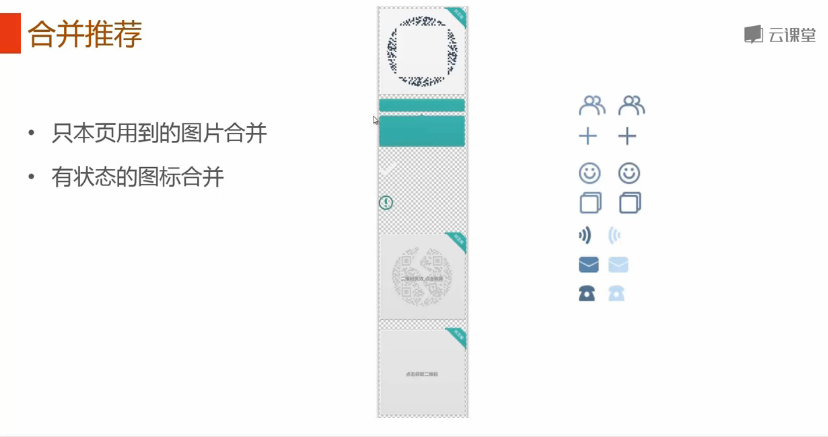 合并推荐
云课堂
只本页用到的图片合并
有状态的图标合并